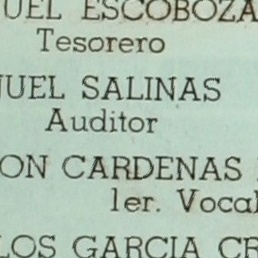 UEL ESCOBOZA
Tesorero
UEL SALINAS
Auditor
ON CARDENAS
1er. Vocal
LOS GARCIA CR